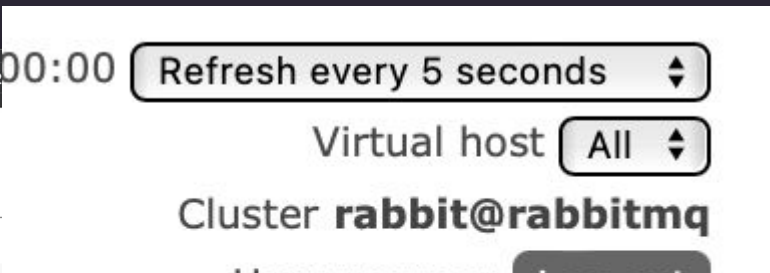 00:00 Refresh every 5 seconds
Virtual host All
Cluster rabbit@rabbitmq